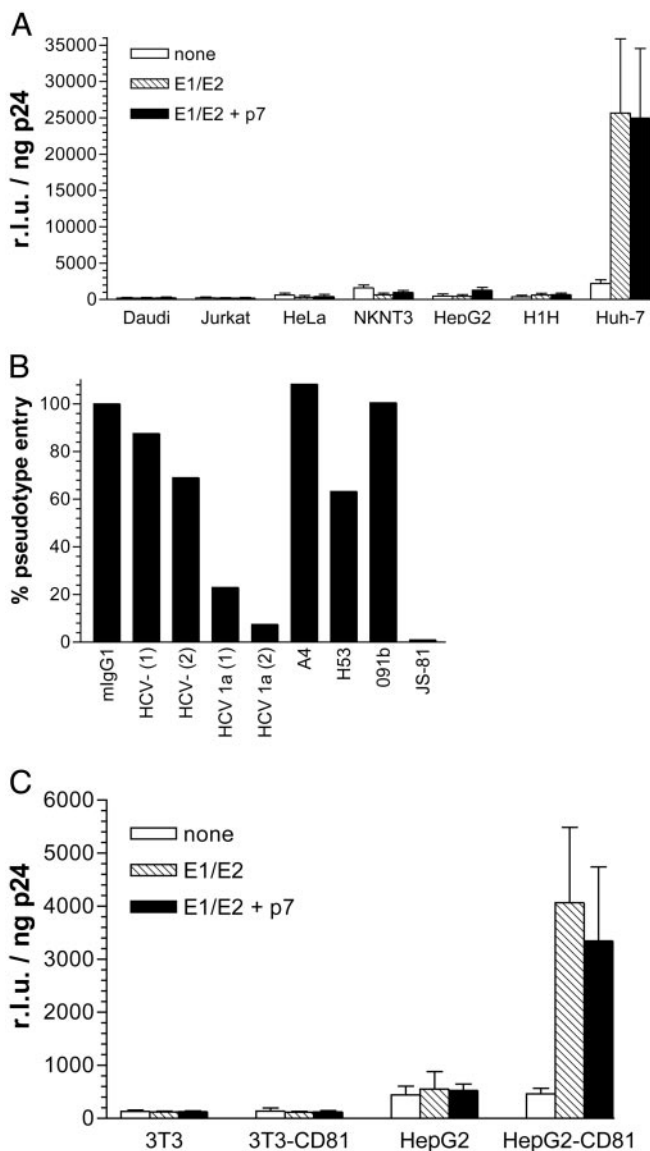 A
r.l.u. / ng p24
35000
30000
25000
20000
15000
10000
5000
0
none
E1/E2
E1/E2 + p7
Daudi Jurkat HeLa NKNT3 HepG2 H1H Huh-7
B
% pseudotype entry
100
80
60
40
20
0
mIgG1
HCV- (1)
HCV- (2)
HCV 1a (1)
HCV 1a (2)
A4
H53
091b
JS-81
C
r.l.u. / ng p24
6000
5000
4000
3000
2000
1000
0
none
E1/E2
E1/E2 + p7
3T3 3T3-CD81 HepG2 HepG2-CD81